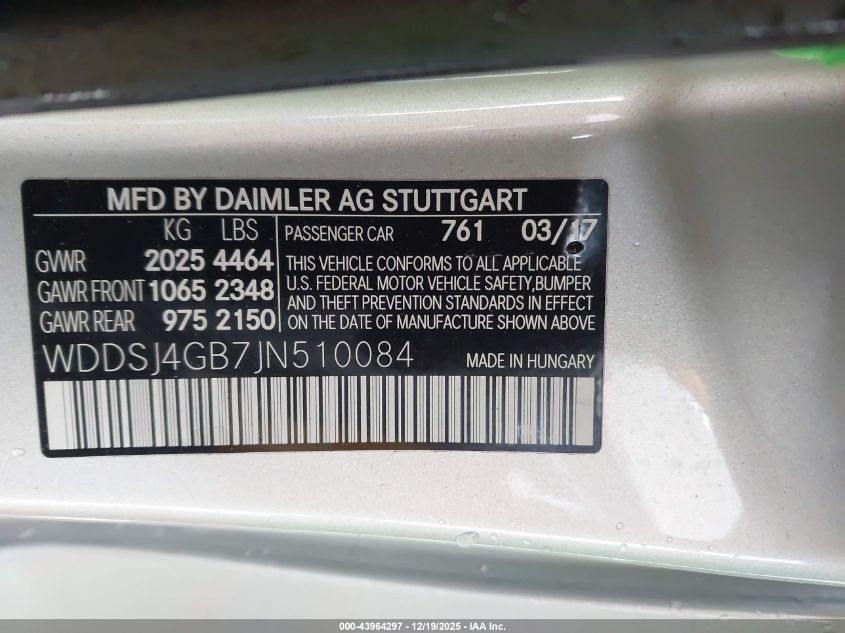 MFD BY DAIMLER AG STUTTGART
KG LBS
PASSENGER CAR 761 03/17
GVWR 2025 4464
GAWR FRONT 1065 2348
GAWR REAR 975 2150
THIS VEHICLE CONFORMS TO ALL APPLICABLE
U.S. FEDERAL MOTOR VEHICLE SAFETY,BUMPER
AND THEFT PREVENTION STANDARDS IN EFFECT
ON THE DATE OF MANUFACTURE SHOWN ABOVE
WDDSJ4GB7JN510084 MADE IN HUNGARY
000-43964297 - 12/19/2025 - IAA Inc.